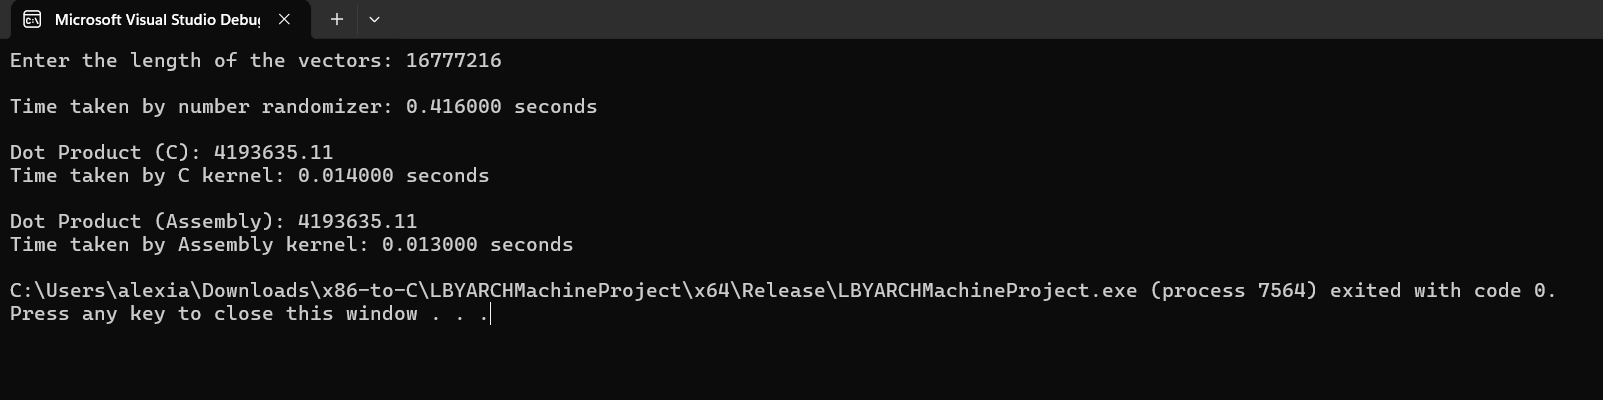 Microsoft Visual Studio Debug
Enter the length of the vectors: 16777216
Time taken by number randomizer: 0.416000 seconds
Dot Product (C): 4193635.11
Time taken by C kernel: 0.014000 seconds
Dot Product (Assembly): 4193635.11
Time taken by Assembly kernel: 0.013000 seconds
C:\Users\alexia\Downloads\x86-to-C\LBYARCHMachineProject\x64\Release\LBYARCHMachineProject.exe (process 7564) exited with code 0.
Press any key to close this window . . .